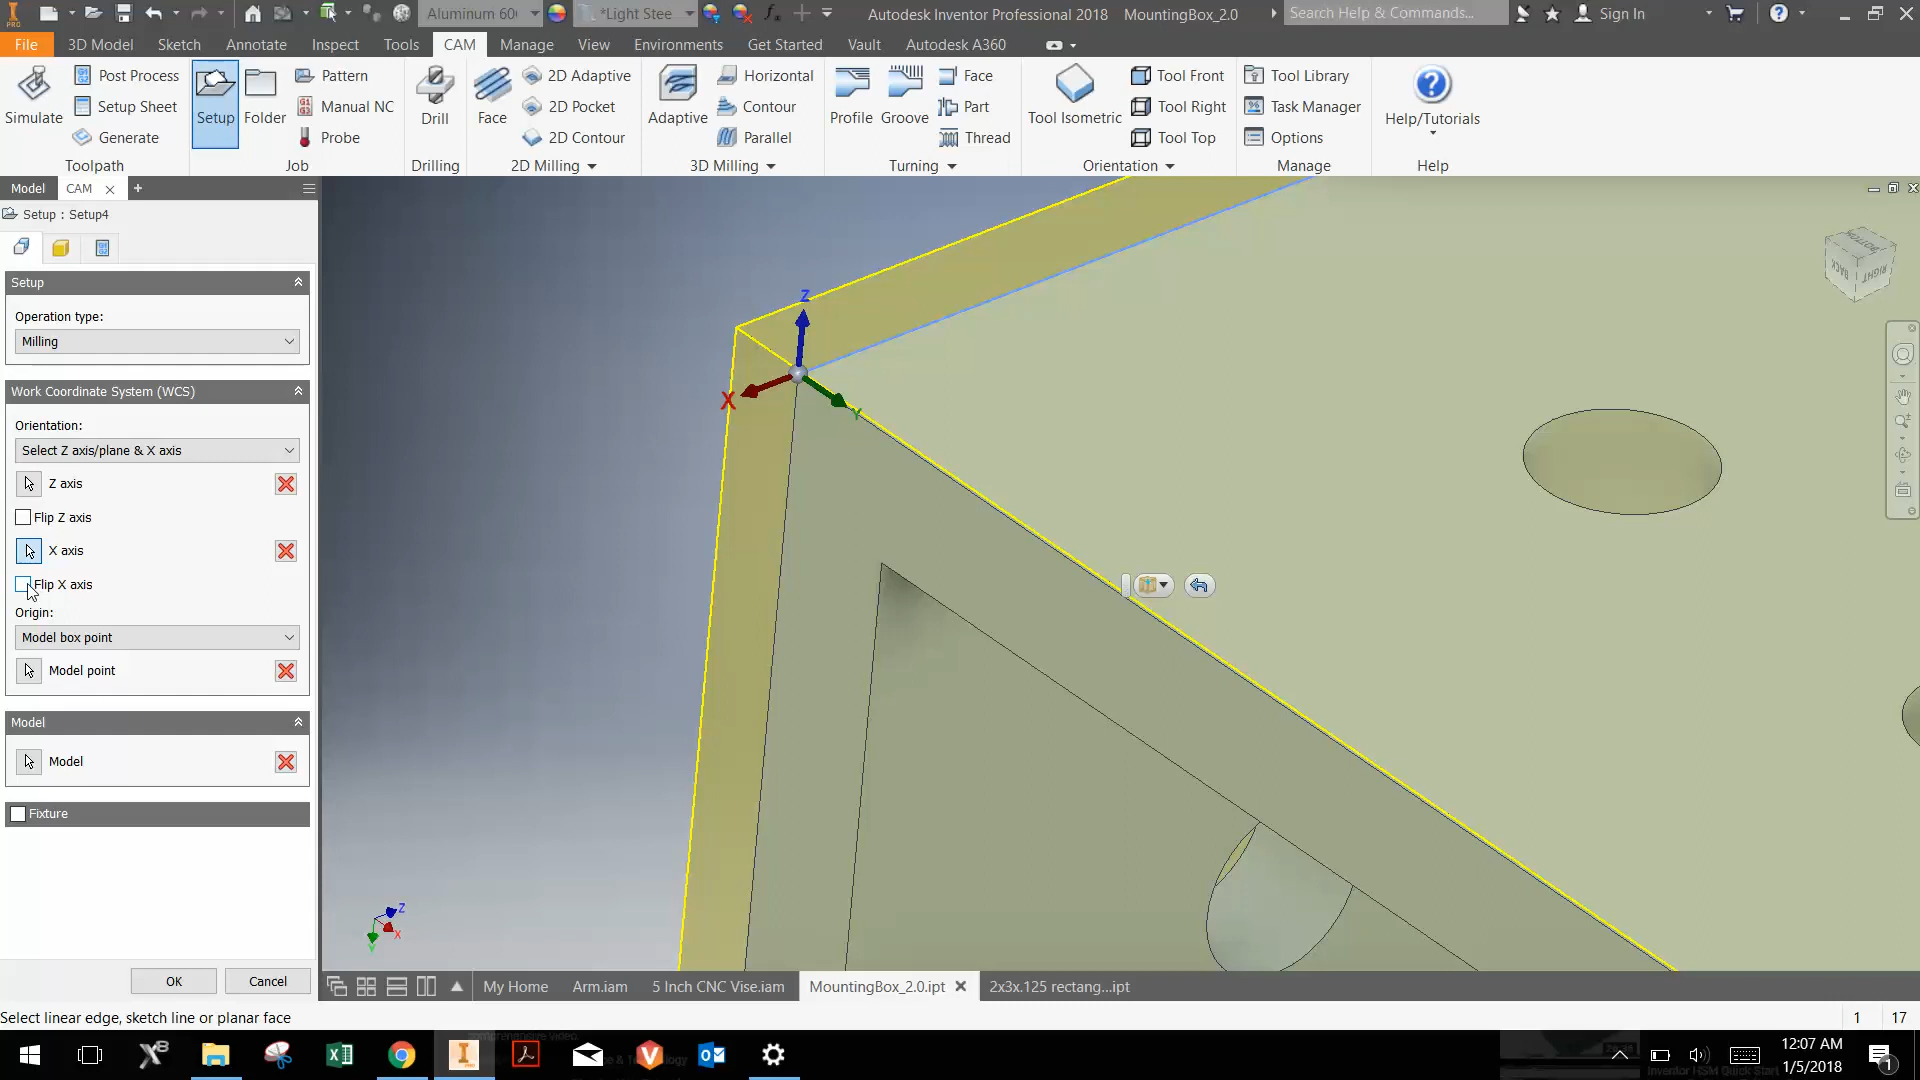 Aluminum 60
*Light Stee
Autodesk Inventor Professional 2018 MountingBox_2.0
Search Help & Commands...
Sign In
PRO
File 3D Model Sketch Annotate Inspect Tools CAM Manage View Environments Get Started Vault Autodesk A360
Simulate
Post Process
Setup Sheet
Generate
Toolpath
Setup
Folder
Pattern
Manual NC
Probe
Job
Drill
Drilling
Face
2D Adaptive
2D Pocket
2D Contour
2D Milling
Adaptive
Horizontal
Contour
Parallel
3D Milling
Profile
Groove
Face
Part
Thread
Turning
Tool Isometric
Tool Front
Tool Right
Tool Top
Orientation
Tool Library
Task Manager
Options
Manage
Help/Tutorials
Help
Model CAM
Setup : Setup4
Setup
Operation type:
Milling
Work Coordinate System (WCS)
Orientation:
Select Z axis/plane & X axis
Z axis
Flip Z axis
X axis
Flip X axis
Origin:
Model box point
Model point
Model
Model
Fixture
OK Cancel
Z
X
Y
BOTTOM
BACK
RIGHT
Z
X
Y
My Home Arm.iam 5 Inch CNC Vise.iam MountingBox_2.0.ipt 2x3x.125 rectang...ipt
Select linear edge, sketch line or planar face
1 17
12:07 AM
1/5/2018
1